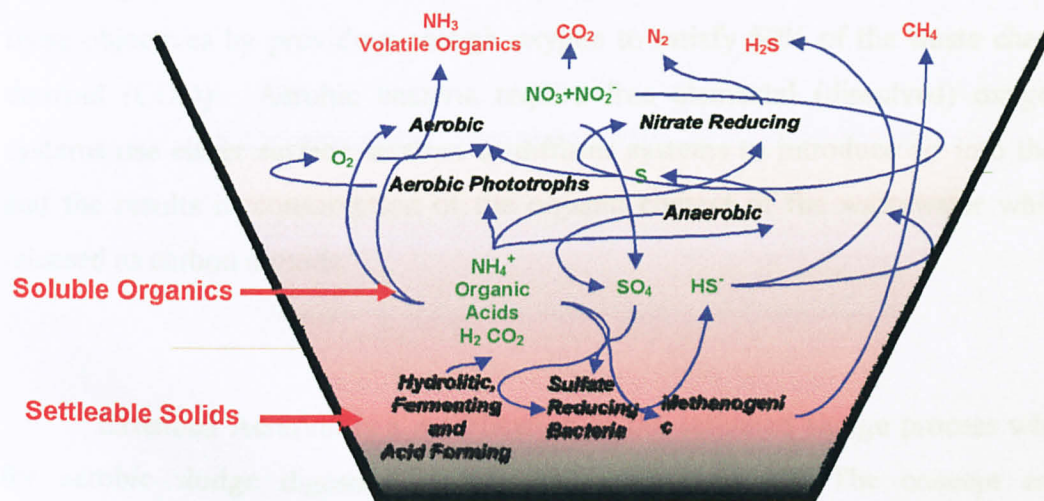 NH3
Volatile Organics
CO2
N2
H2S
CH4
NO3+NO2-
Aerobic
Nitrate Reducing
O2
S
Aerobic Phototrophs
Anaerobic
NH4+
Organic
Acids
H2 CO2
SO4
HS-
Soluble Organics
Hydrolitic,
Fermenting
and
Acid Forming
Sulfate
Reducing
Bacteria
Methanogeni
c
Settleable Solids